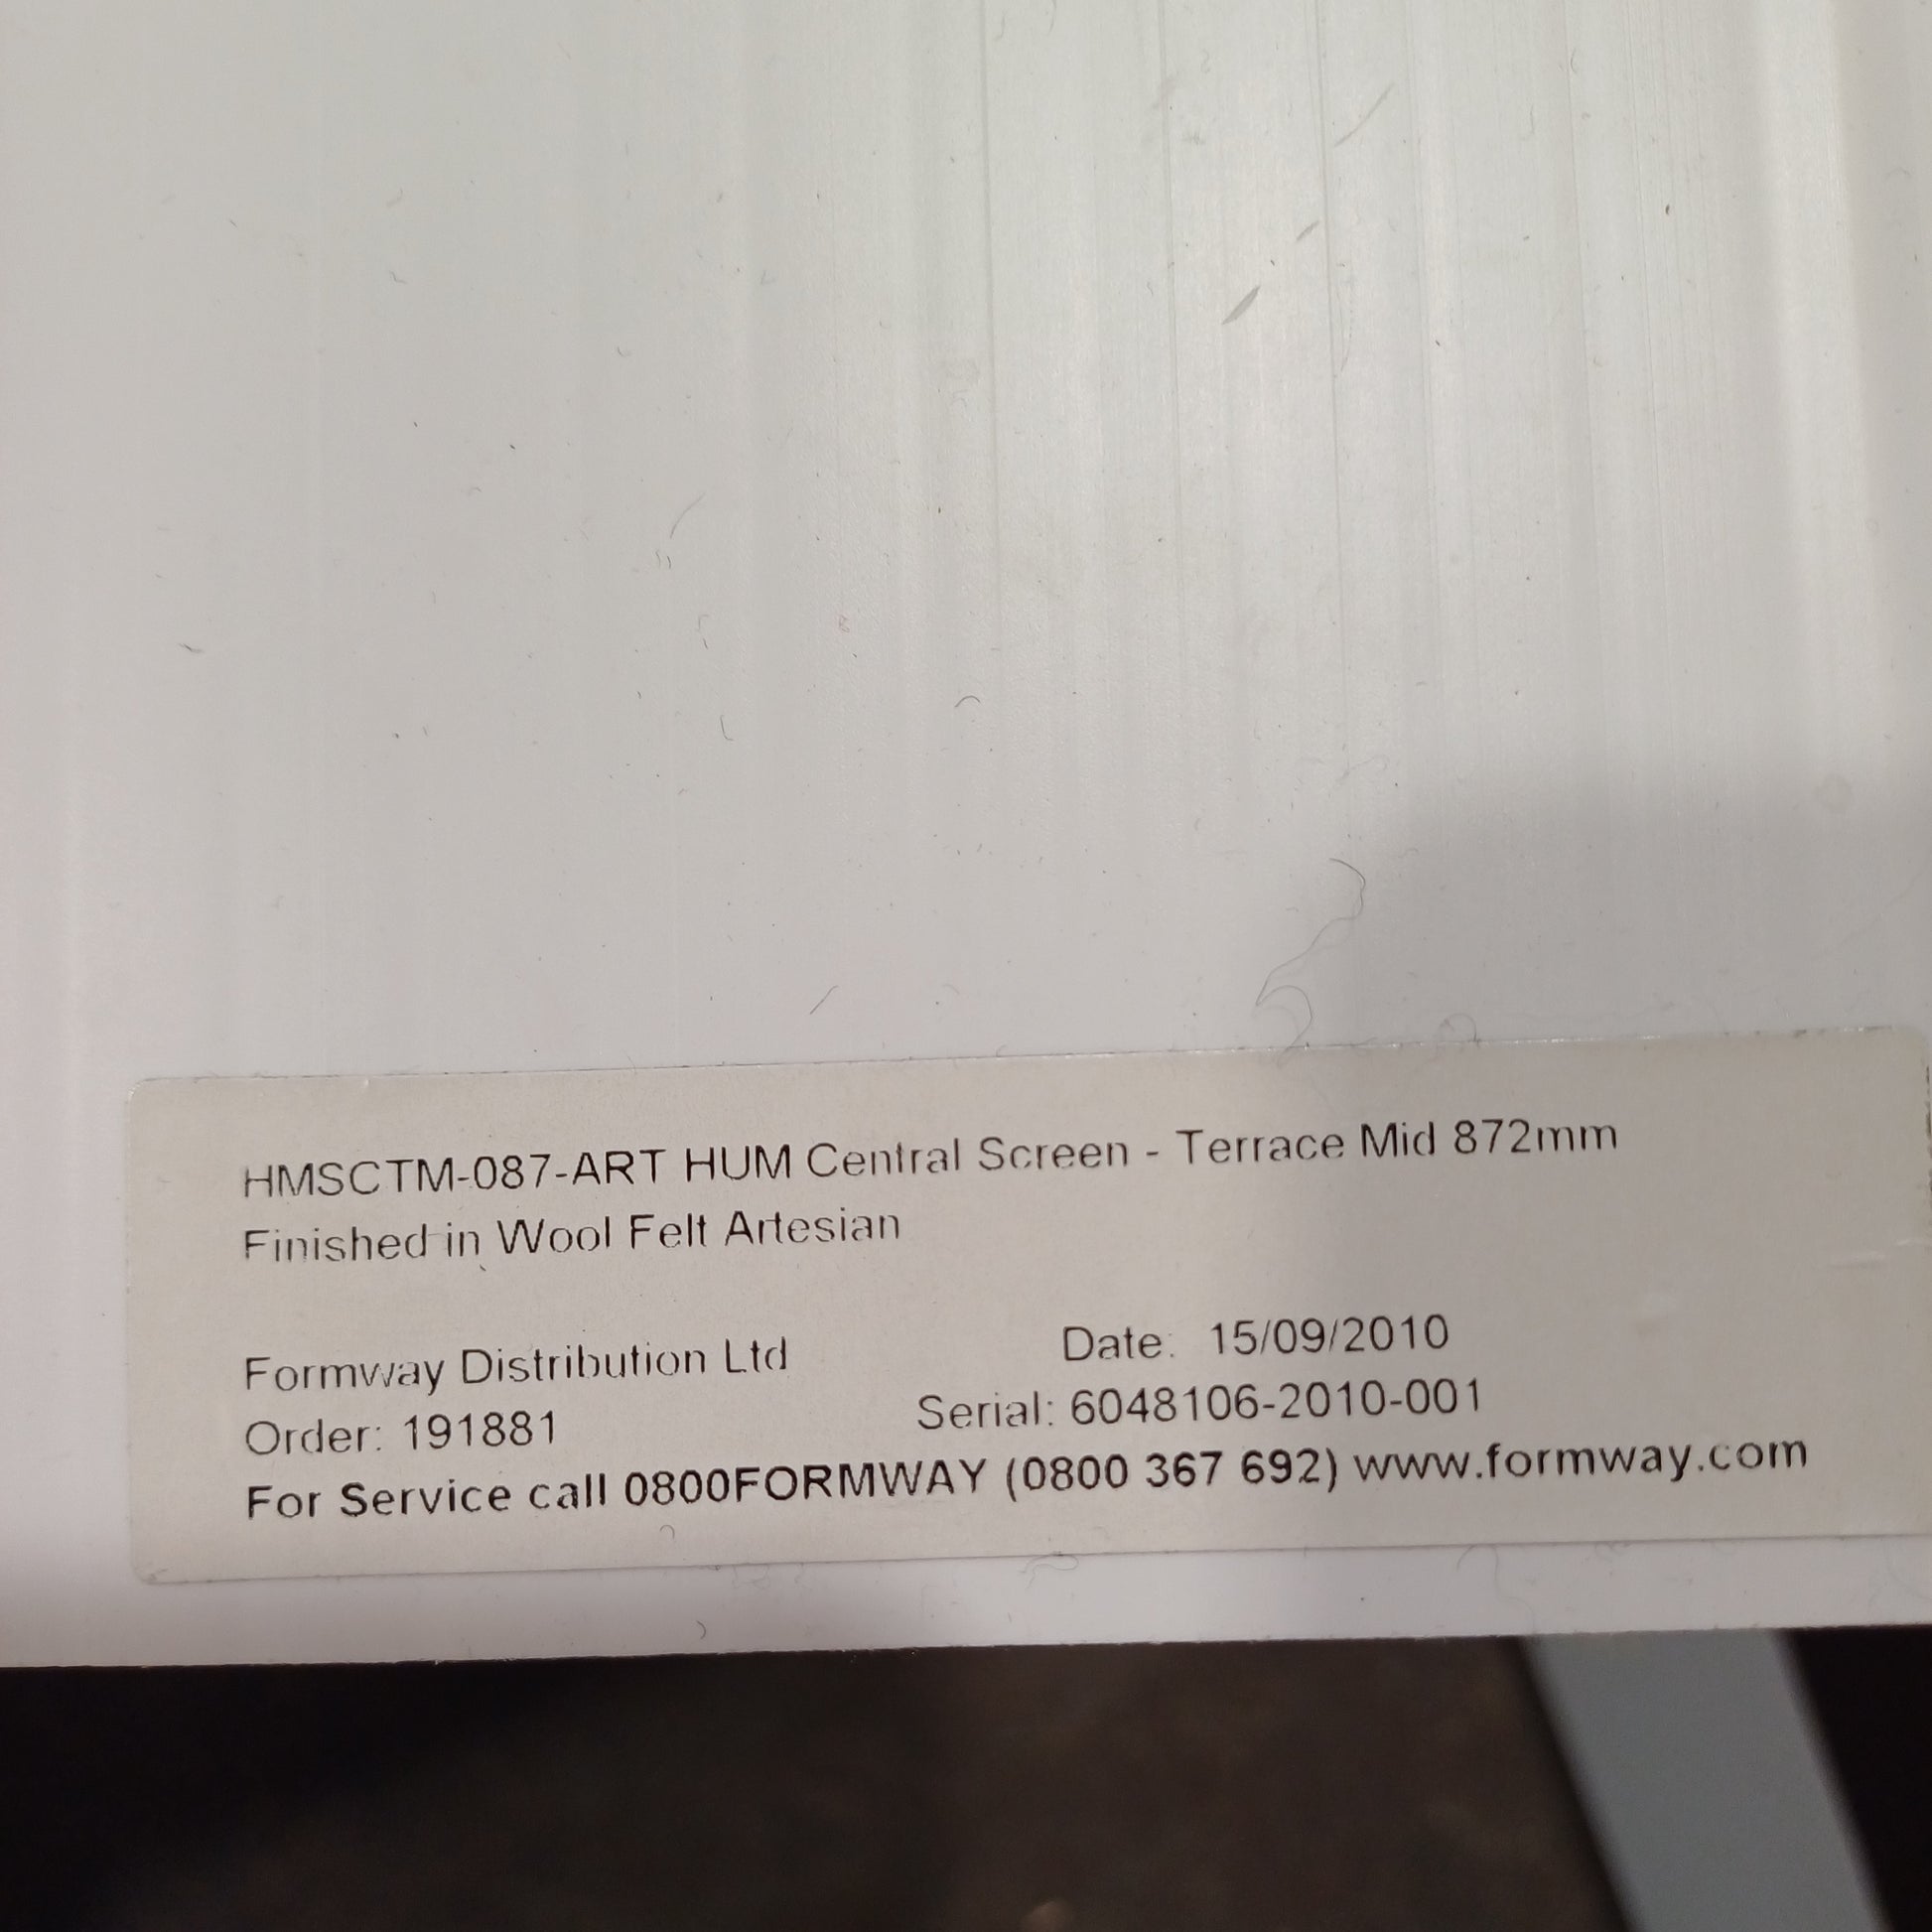 HMSCTM-087-ART HUM Central Screen - Terrace Mid 872mm
Finished in Wool Felt Artesian
Formway Distribution Ltd Date: 15/09/2010
Order: 191881 Serial: 6048106-2010-001
For Service call 0800FORMWAY (0800 367 692) www.formway.com